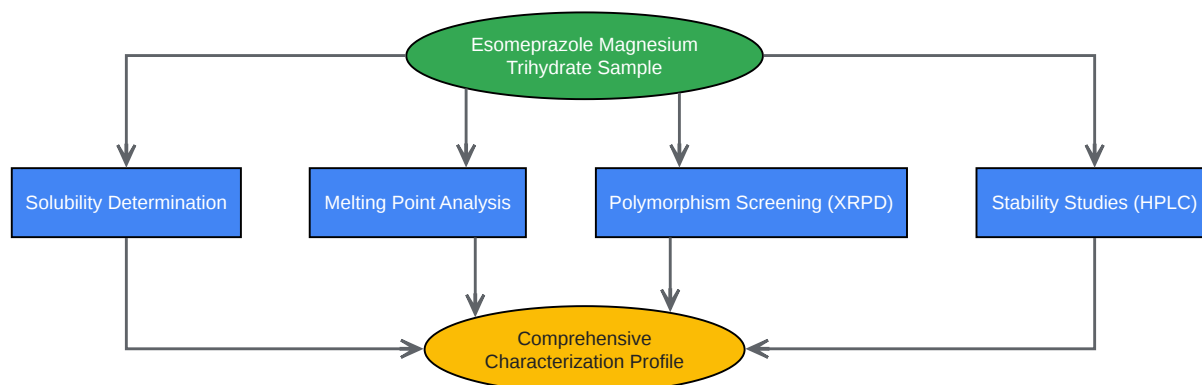 Esomeprazole Magnesium
Trihydrate Sample
Solubility Determination
Melting Point Analysis
Polymorphism Screening (XRPD)
Stability Studies (HPLC)
Comprehensive
Characterization Profile